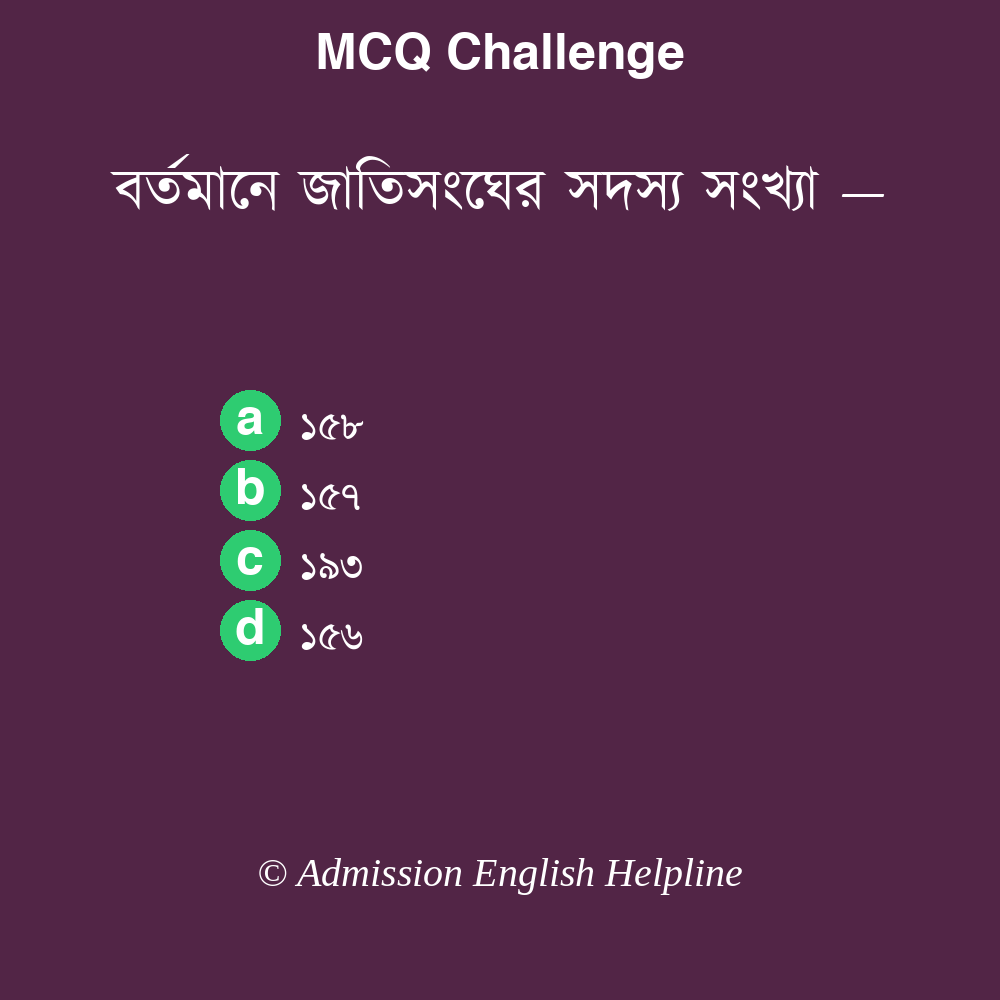 MCQ Challenge
বর্তমানে জাতিসংঘের সদস্য সংখ্যা —
a ১৫৮
b ১৫৭
c ১৯৩
d ১৫৬
© Admission English Helpline